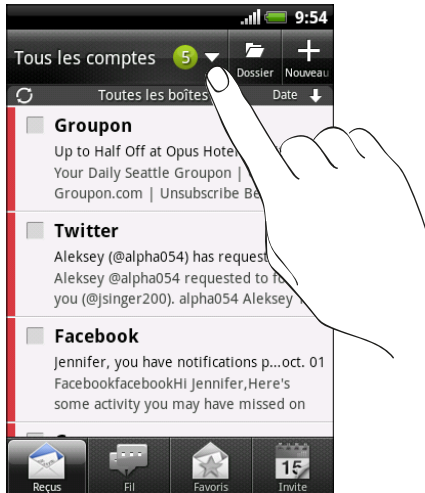 9:54
Tous les comptes 5
Dossier
Nouveau
Toutes les boîtes
Date
Groupon
Up to Half Off at Opus Hote
Your Daily Seattle Groupon |
Groupon.com | Unsubscribe Be
Twitter
Aleksey (@alpha054) has reques
Aleksey @alpha054 requested to fo
you (@jsinger200). alpha054 Aleksey
Facebook
Jennifer, you have notifications p...oct. 01
FacebookfacebookHi Jennifer,Here's
some activity you may have missed on
Reçus
Fil
Favoris
15
Invite